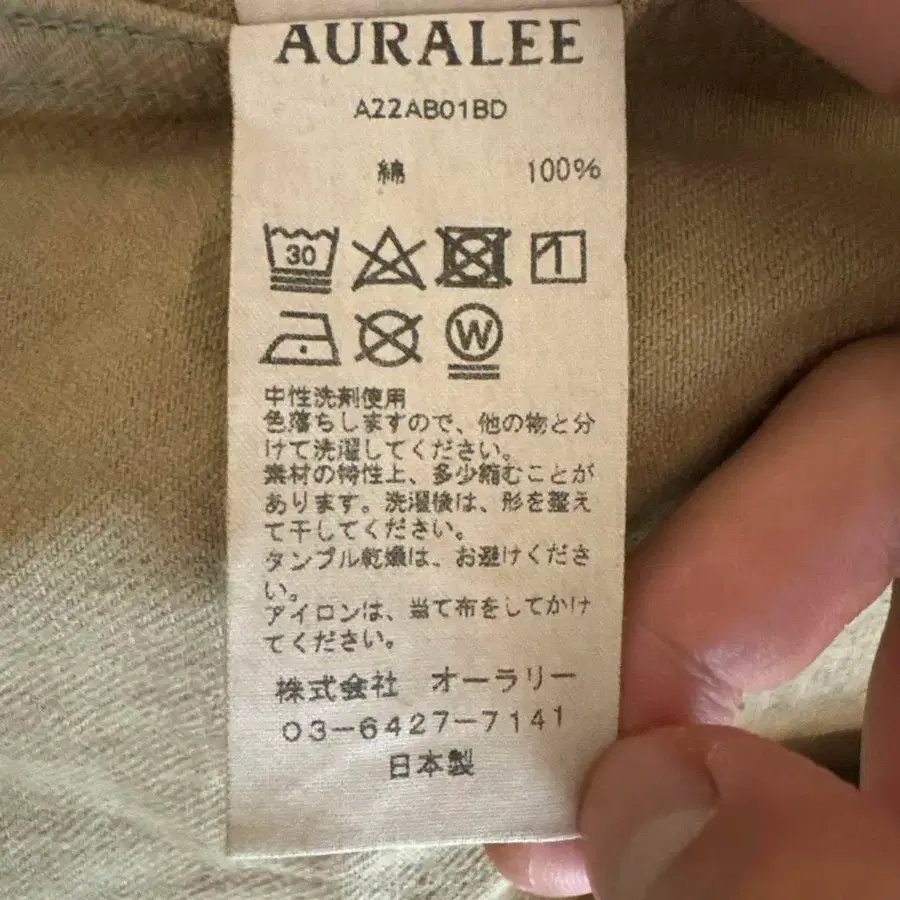 AURALEE
A22AB01BD
綿 100%
30
W
中性洗剤使用
色落ちしますので、他の物と分
けて洗濯してください。
素材の特性上、多少縮むことが
あります。洗濯後は、形を整え
て干してください。
タンブル乾燥は、お避けくださ
い。
アイロンは、当て布をしてかけ
てください。
株式会社 オーラリー
03-6427-7141
日本製